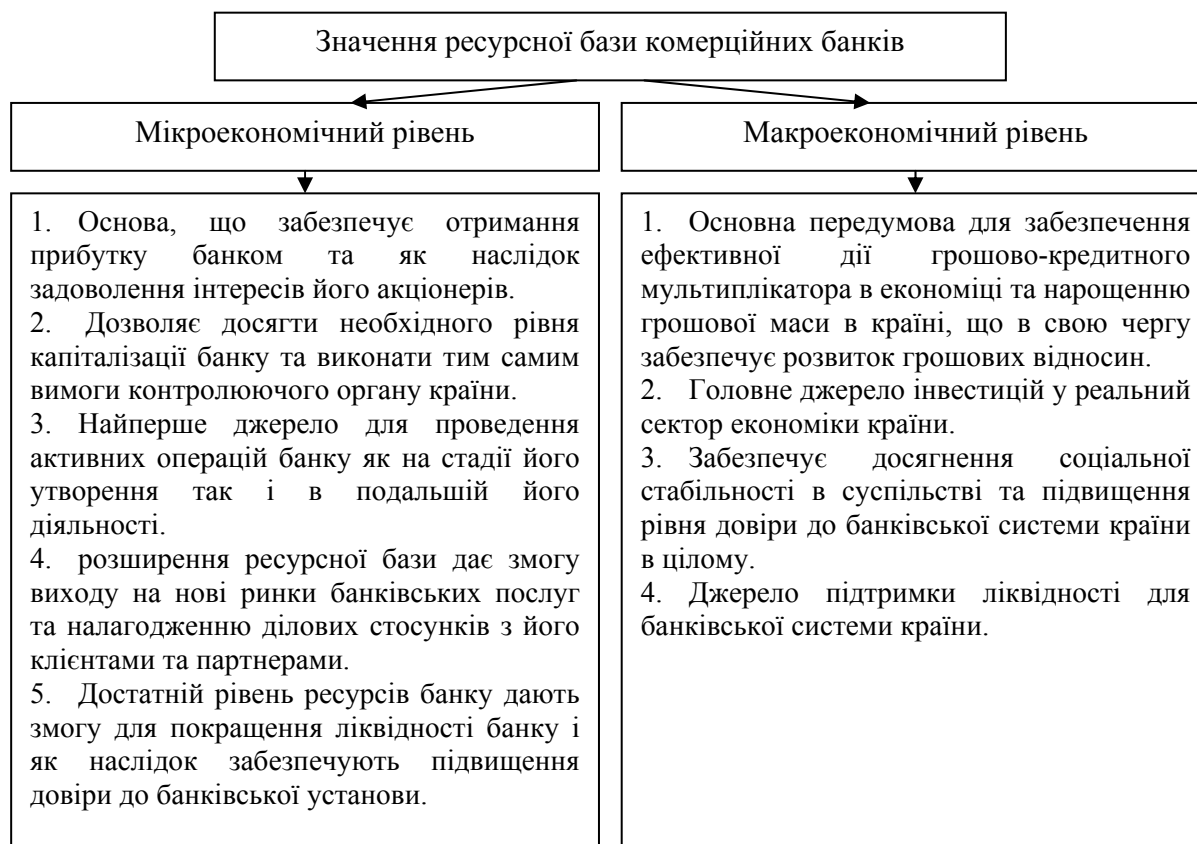 Значення ресурсної бази комерційних банків
Мікроекономічний рівень
Макроекономічний рівень
1. Основа, що забезпечує отримання
прибутку банком та як наслідок
задоволення інтересів його акціонерів.
2. Дозволяє досягти необхідного рівня
капіталізації банку та виконати тим самим
вимоги контролюючого органу країни.
3. Найперше джерело для проведення
активних операцій банку як на стадії його
утворення так і в подальшій його
діяльності.
4. розширення ресурсної бази дає змогу
виходу на нові ринки банківських послуг
та налагодженню ділових стосунків з його
клієнтами та партнерами.
5. Достатній рівень ресурсів банку дають
змогу для покращення ліквідності банку і
як наслідок забезпечують підвищення
довіри до банківської установи.
1. Основна передумова для забезпечення
ефективної дії грошово-кредитного
мультиплікатора в економіці та нарощенню
грошової маси в країні, що в свою чергу
забезпечує розвиток грошових відносин.
2. Головне джерело інвестицій у реальний
сектор економіки країни.
3. Забезпечує досягнення соціальної
стабільності в суспільстві та підвищення
рівня довіри до банківської системи країни
в цілому.
4. Джерело підтримки ліквідності для
банківської системи країни.